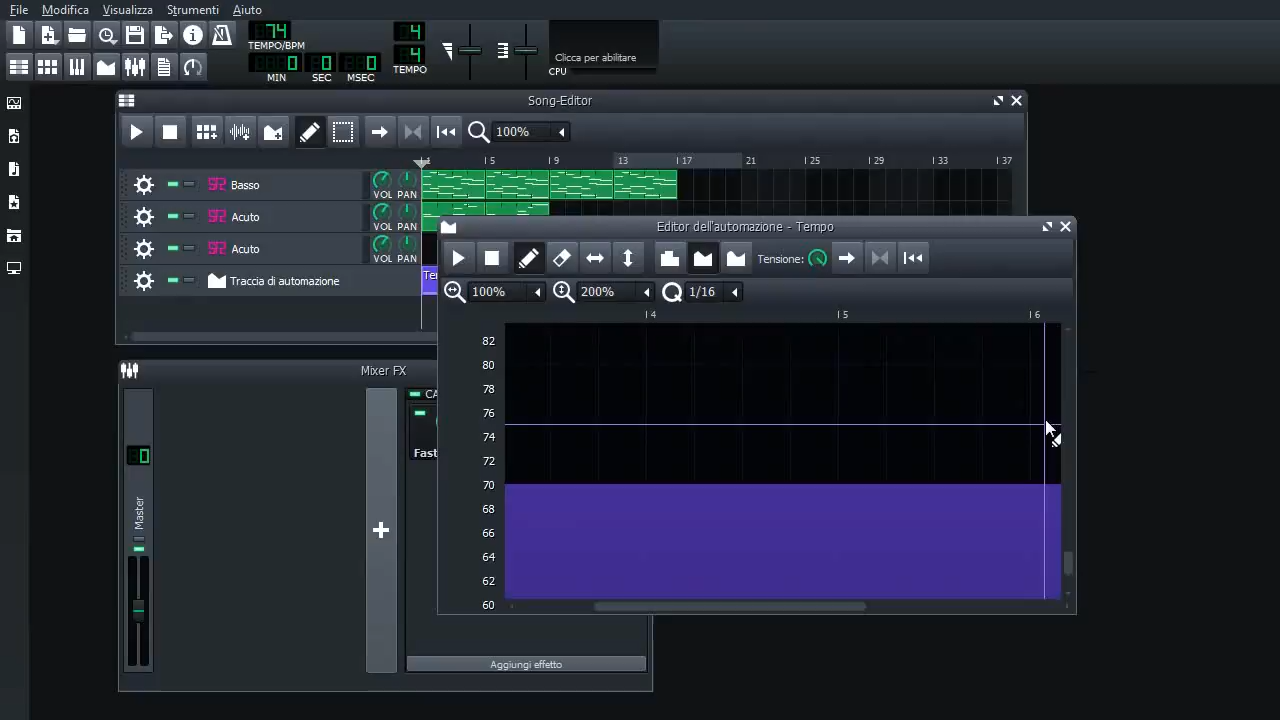 File Modifica Visualizza Strumenti Aiuto
74
TEMPO/BPM
0 0 0
MIN SEC MSEC
4
4
TEMPO
Clicca per abilitare
CPU
Song-Editor
100%
1 5 9 13 17 21 25 29 33 37
Basso VOL PAN
Acuto VOL PAN
Acuto VOL PAN
Traccia di automazione
Editor dell'automazione - Tempo
Tensione:
100% 200% 1/16
4 5 6
82
80
78
76
74
72
70
68
66
64
62
60
Mixer FX
0
Master
Fast
Aggiungi effetto